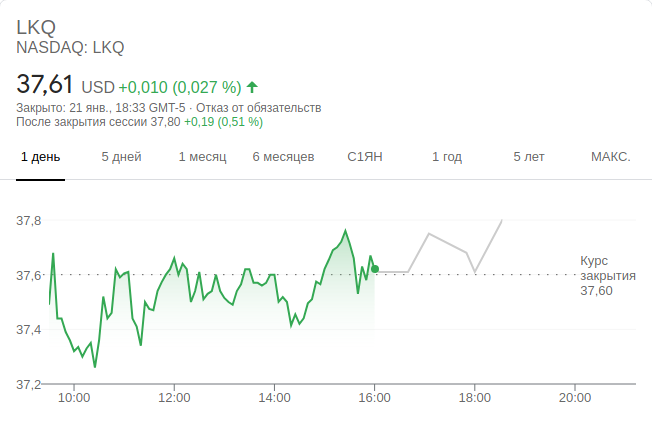 LKQ
NASDAQ: LKQ
37,61 USD +0,010 (0,027 %)
Закрыто: 21 янв., 18:33 GMT-5 · Отказ от обязательств
После закрытия сессии 37,80 +0,19 (0,51 %)
1 день 5 дней 1 месяц 6 месяцев С1ЯН 1 год 5 лет МАКС.
37,8
Курс
37,6 закрытия
37,60
37,4
37,2
10:00 12:00 14:00 16:00 18:00 20:00